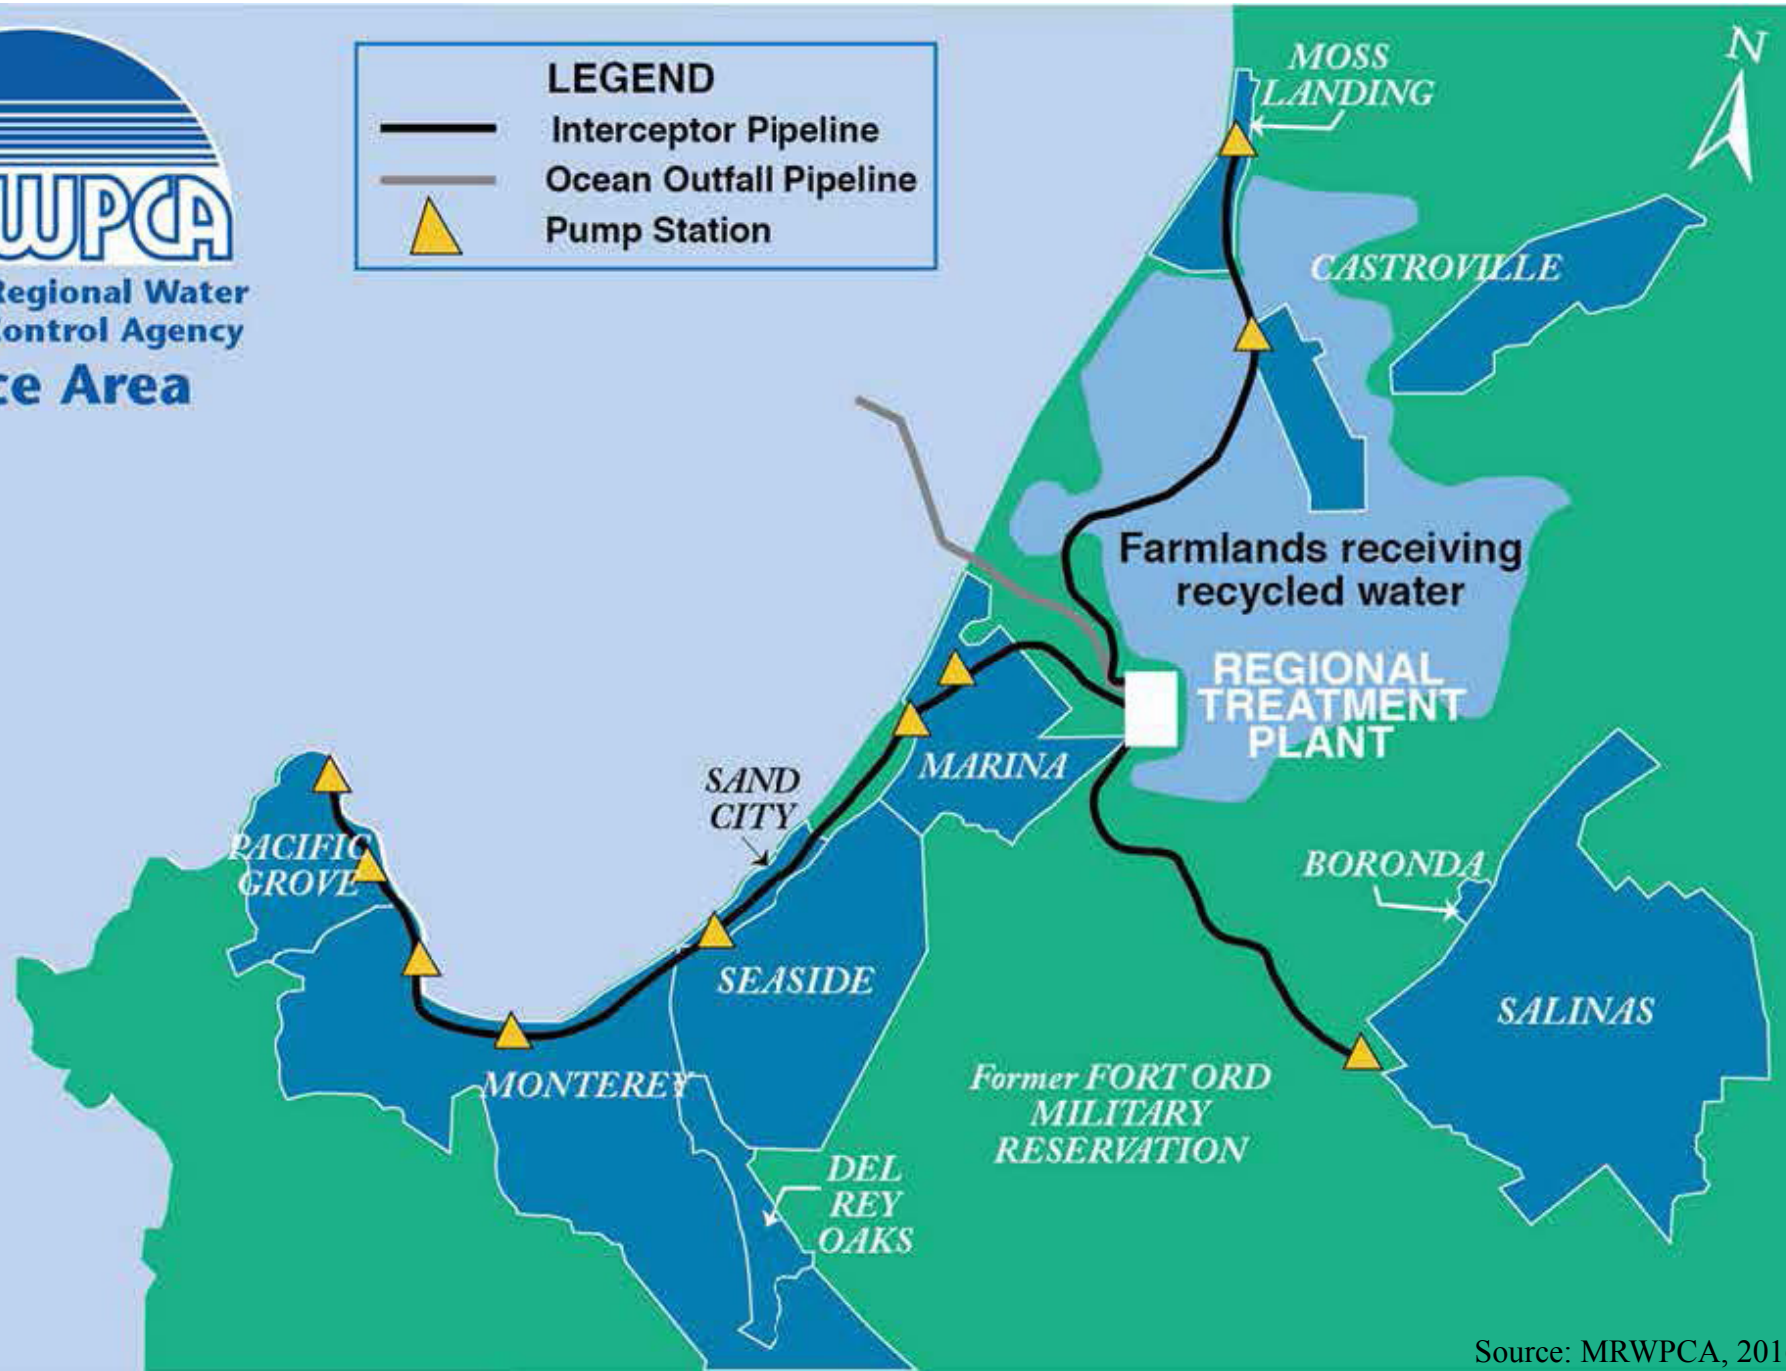 WPCA
Regional Water
Control Agency
ce Area
LEGEND
Interceptor Pipeline
Ocean Outfall Pipeline
Pump Station
N
MOSS
LANDING
CASTROVILLE
Farmlands receiving
recycled water
REGIONAL
TREATMENT
PLANT
MARINA
SAND
CITY
PACIFIC
GROVE
BORONDA
SEASIDE
SALINAS
MONTEREY
Former FORT ORD
MILITARY
RESERVATION
DEL
REY
OAKS
Source: MRWPCA, 201